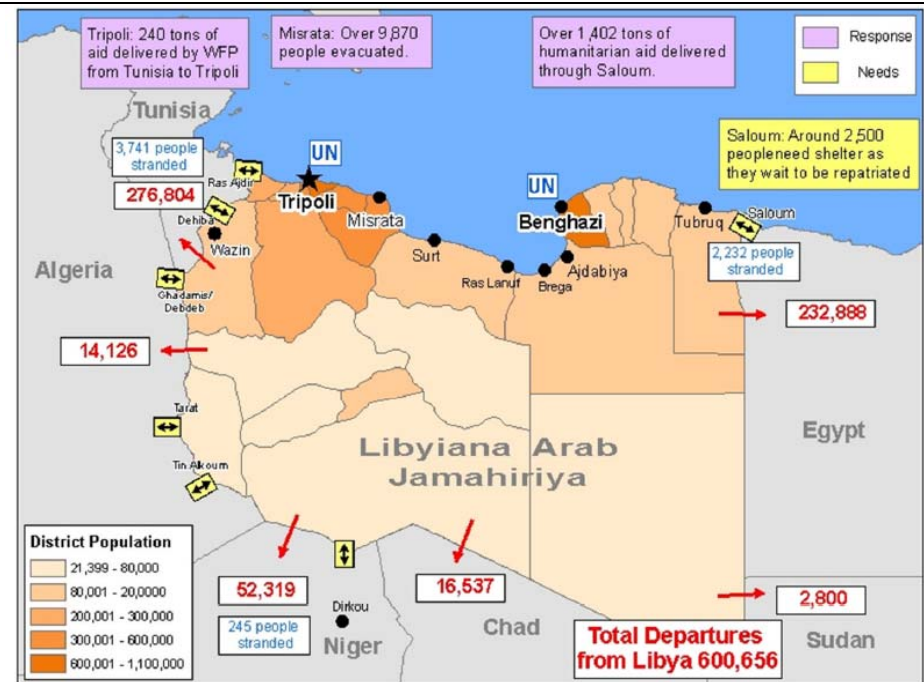 Tripoli: 240 tons of
aid delivered by WFP
from Tunisia to Tripoli
Misrata: Over 9,870
people evacuated.
Over 1,402 tons of
humanitarian aid delivered
through Saloum.
Response
Needs
Tunisia
3,741 people
stranded
276,804
Ras Ajdir
UN
Tripoli
Misrata
UN
Benghazi
Saloum: Around 2,500
peopleneed shelter as
they wait to be repatriated
Tubruq
Saloum
2,232 people
stranded
Dehiba
Wazin
Surt
Ras Lanuf
Brega
Ajdabiya
Algeria
Ghadamis/
Debdeb
232,888
14,126
Tarat
Tin Alkoum
Libyiana Arab
Jamahiriya
Egypt
District Population
21,399 - 80,000
80,001 - 20,0000
200,001 - 300,000
300,001 - 600,000
600,001 - 1,100,000
52,319
245 people
stranded
Dirkou
Niger
16,537
Chad
2,800
Sudan
Total Departures
from Libya 600,656